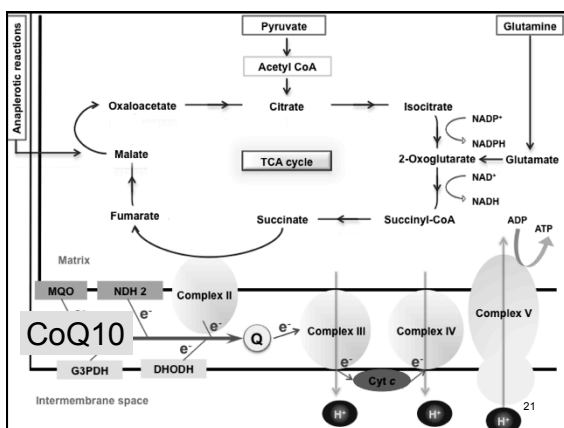 Pyruvate
Glutamine
Anaplerotic reactions
Acetyl CoA
Oxaloacetate
Citrate
Isocitrate
NADP⁺
NADPH
Malate
TCA cycle
2-Oxoglutarate
Glutamate
NAD⁺
NADH
Fumarate
Succinate
Succinyl-CoA
ADP
ATP
Matrix
MQO
NDH 2
Complex II
Complex V
e⁻
e⁻
CoQ10
Q
e⁻
Complex III
Complex IV
e⁻
G3PDH
DHODH
e⁻
e⁻
Cyt c
Intermembrane space
H⁺
H⁺
H⁺
21